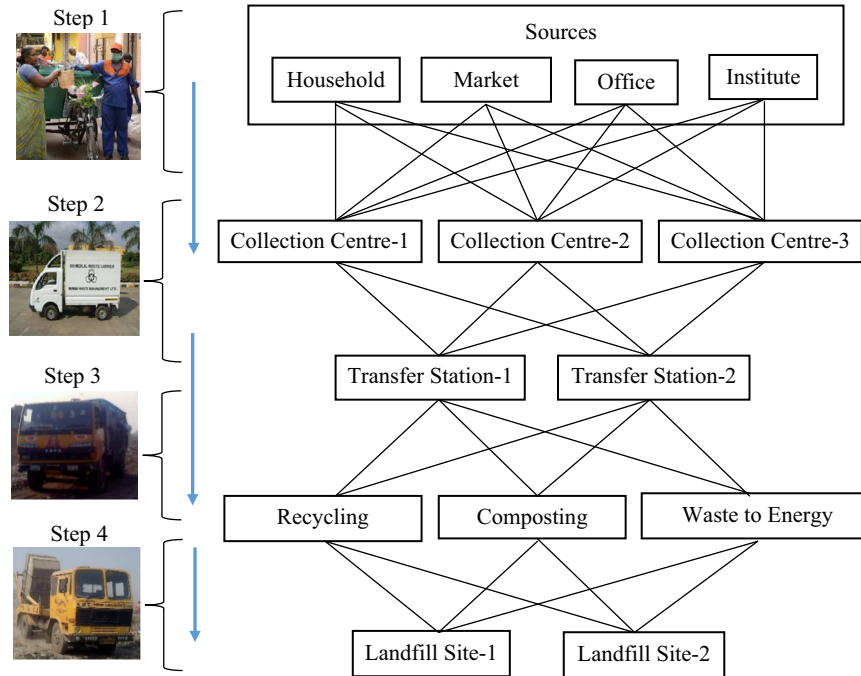 Step 1
Sources
Household
Market
Office
Institute
Step 2
Collection Centre-1
Collection Centre-2
Collection Centre-3
Step 3
Transfer Station-1
Transfer Station-2
Step 4
Recycling
Composting
Waste to Energy
Landfill Site-1
Landfill Site-2